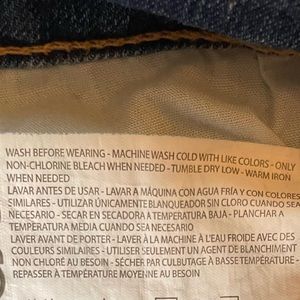 WASH BEFORE WEARING - MACHINE WASH COLD WITH LIKE COLORS - ONLY
NON-CHLORINE BLEACH WHEN NEEDED - TUMBLE DRY LOW - WARM IRON
WHEN NEEDED
LAVAR ANTES DE USAR - LAVAR A MÁQUINA CON AGUA FRÍA Y CON COLORES
SIMILARES - UTILIZAR ÚNICAMENTE BLANQUEADOR SIN CLORO CUANDO SEA
NECESARIO - SECAR EN SECADORA A TEMPERATURA BAJA - PLANCHAR A
TEMPERATURA MEDIA CUANDO SEA NECESARIO
LAVER AVANT DE PORTER - LAVER À LA MACHINE À L'EAU FROIDE AVEC DES
COULEURS SIMILAIRES - UTILISER SEULEMENT UN AGENT DE BLANCHIMENT
NON CHLORÉ AU BESOIN - SÉCHER PAR CULBUTAGE À BASSE TEMPÉRATURE -
REPASSER À TEMPÉRATURE MOYENNE AU BESOIN